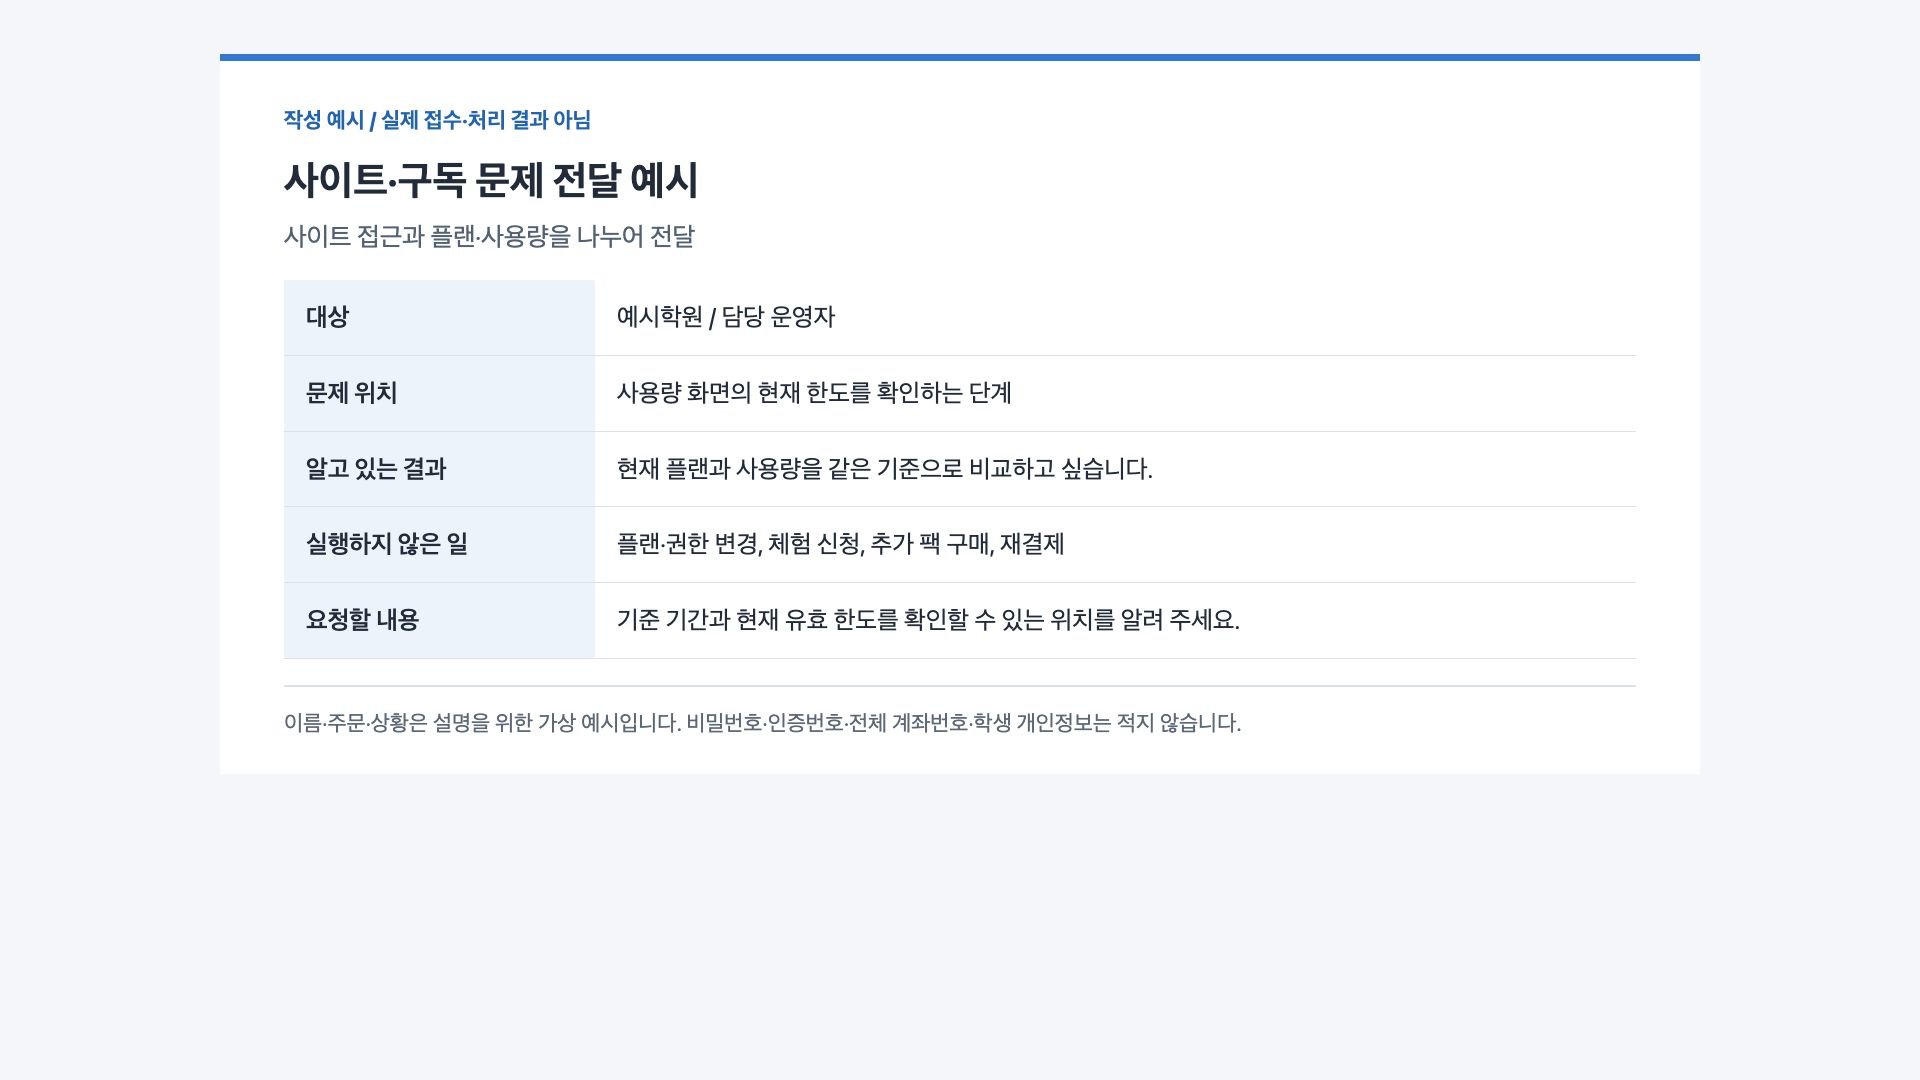 작성 예시 / 실제 접수·처리 결과 아님
사이트·구독 문제 전달 예시
사이트 접근과 플랜·사용량을 나누어 전달
대상 예시학원 / 담당 운영자
문제 위치 사용량 화면의 현재 한도를 확인하는 단계
알고 있는 결과 현재 플랜과 사용량을 같은 기준으로 비교하고 싶습니다.
실행하지 않은 일 플랜·권한 변경, 체험 신청, 추가 팩 구매, 재결제
요청할 내용 기준 기간과 현재 유효 한도를 확인할 수 있는 위치를 알려 주세요.
이름·주문·상황은 설명을 위한 가상 예시입니다. 비밀번호·인증번호·전체 계좌번호·학생 개인정보는 적지 않습니다.